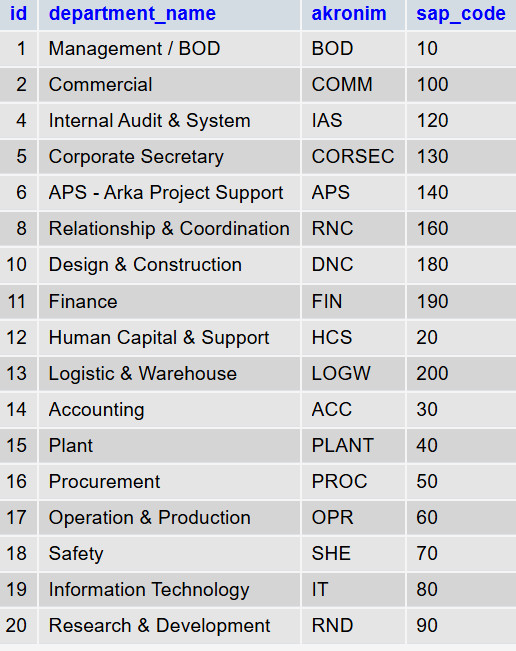 id department_name akronim sap_code
1 Management / BOD BOD 10
2 Commercial COMM 100
4 Internal Audit & System IAS 120
5 Corporate Secretary CORSEC 130
6 APS - Arka Project Support APS 140
8 Relationship & Coordination RNC 160
10 Design & Construction DNC 180
11 Finance FIN 190
12 Human Capital & Support HCS 20
13 Logistic & Warehouse LOGW 200
14 Accounting ACC 30
15 Plant PLANT 40
16 Procurement PROC 50
17 Operation & Production OPR 60
18 Safety SHE 70
19 Information Technology IT 80
20 Research & Development RND 90